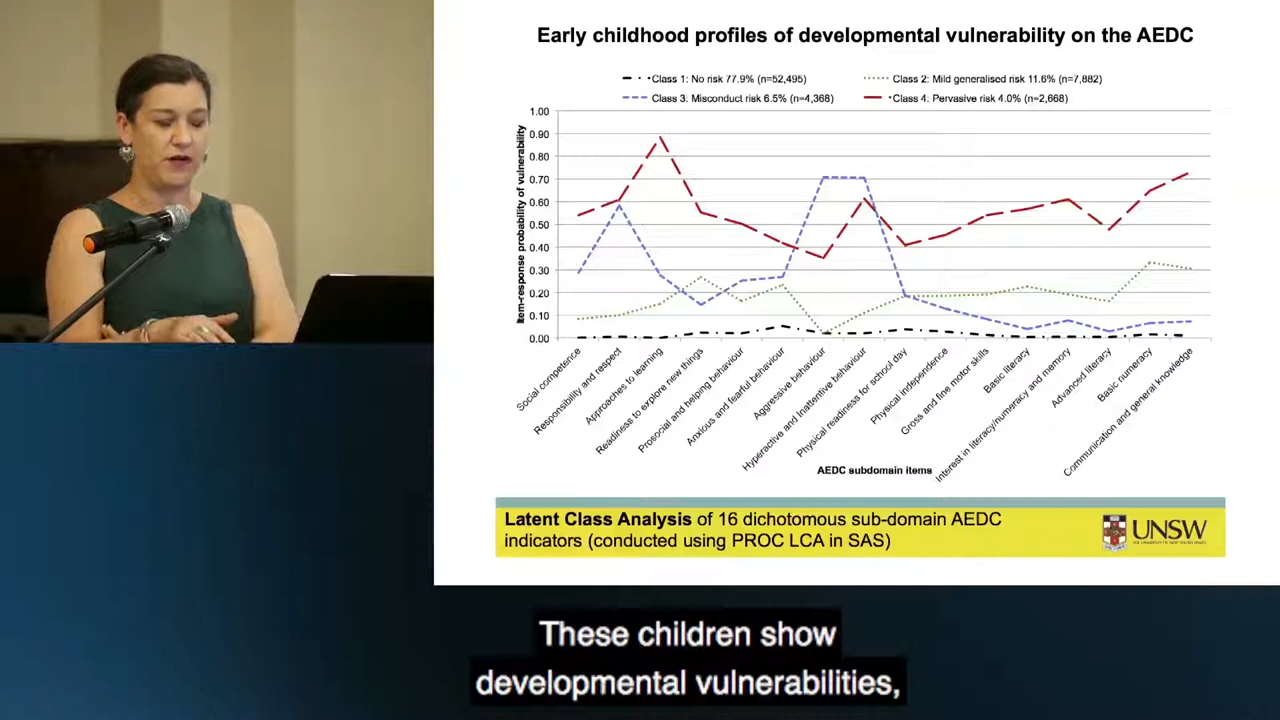 Early childhood profiles of developmental vulnerability on the AEDC
Class 1: No risk 77.9% (n=52,495)
Class 2: Mild generalised risk 11.6% (n=7,882)
Class 3: Misconduct risk 6.5% (n=4,368)
Class 4: Pervasive risk 4.0% (n=2,668)
Item-response probability of vulnerability
1.00
0.90
0.80
0.70
0.60
0.50
0.40
0.30
0.20
0.10
0.00
Social competence
Responsibility and respect
Approaches to learning
Readiness to explore new things
Prosocial and helping behaviour
Anxious and fearful behaviour
Aggressive behaviour
Hyperactive and Inattentive behaviour
Physical readiness for school day
Physical independence
Gross and fine motor skills
Basic literacy
Interest in literacy/numeracy and memory
Advanced literacy
Basic numeracy
Communication and general knowledge
AEDC subdomain items
Latent Class Analysis of 16 dichotomous sub-domain AEDC
indicators (conducted using PROC LCA in SAS)
UNSW
These children show
developmental vulnerabilities,